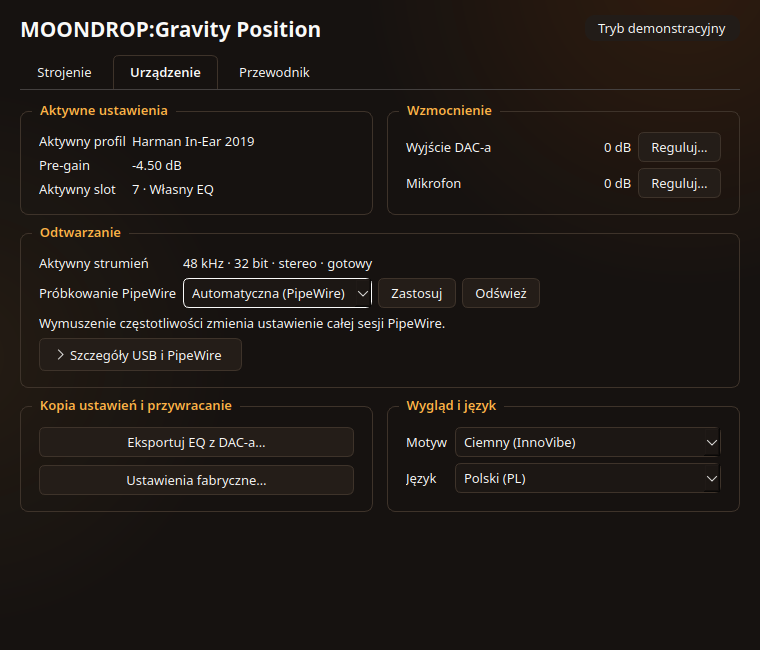 MOONDROP:Gravity Position
Tryb demonstracyjny
Strojenie
Urządzenie
Przewodnik
Aktywne ustawienia
Aktywny profil Harman In-Ear 2019
Pre-gain -4.50 dB
Aktywny slot 7 · Własny EQ
Wzmocnienie
Wyjście DAC-a 0 dB Reguluj...
Mikrofon 0 dB Reguluj...
Odtwarzanie
Aktywny strumień 48 kHz · 32 bit · stereo · gotowy
Próbkowanie PipeWire Automatyczna (PipeWire) Zastosuj Odśwież
Wymuszenie częstotliwości zmienia ustawienie całej sesji PipeWire.
Szczegóły USB i PipeWire
Kopia ustawień i przywracanie
Eksportuj EQ z DAC-a...
Ustawienia fabryczne...
Wygląd i język
Motyw Ciemny (InnoVibe)
Język Polski (PL)